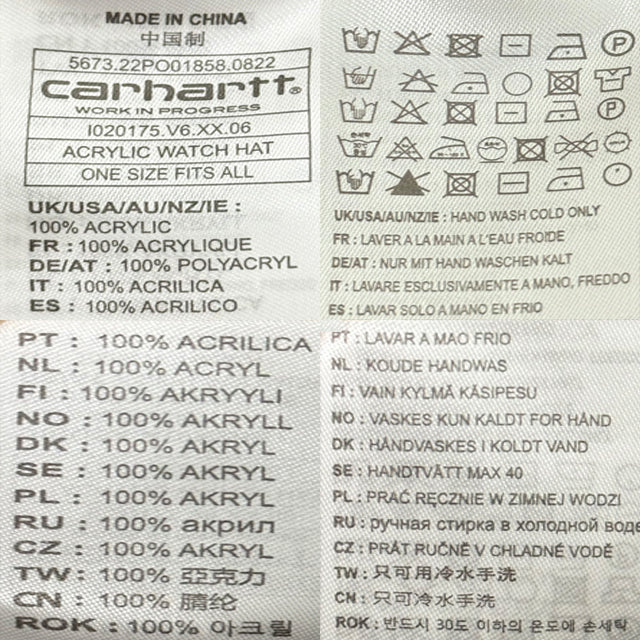 MADE IN CHINA
中国制
5673.22PO01858.0822
carhartt®
WORK IN PROGRESS
I020175.V6.XX.06
ACRYLIC WATCH HAT
ONE SIZE FITS ALL
UK/USA/AU/NZ/IE :
100% ACRYLIC
FR : 100% ACRYLIQUE
DE/AT : 100% POLYACRYL
IT : 100% ACRILICA
ES : 100% ACRILICO
P
P
UK/USA/AU/NZ/IE : HAND WASH COLD ONLY
FR : LAVER A LA MAIN A L'EAU FROIDE
DE/AT : NUR MIT HAND WASCHEN KALT
IT : LAVARE ESCLUSIVAMENTE A MANO, FREDDO
ES : LAVAR SOLO A MANO EN FRIO
PT : 100% ACRILICA
NL : 100% ACRYL
FI : 100% AKRYYLI
NO : 100% AKRYLL
DK : 100% AKRYL
SE : 100% AKRYL
PL : 100% AKRYL
RU : 100% акрил
CZ : 100% AKRYL
TW : 100% 亞克力
CN : 100% 腈纶
ROK : 100% 아크릴
PT : LAVAR A MAO FRIO
NL : KOUDE HANDWAS
FI : VAIN KYLMÄ KÄSIPESU
NO : VASKES KUN KALDT FOR HÅND
DK : HÅNDVASKES I KOLDT VAND
SE : HANDTVÄTT MAX 40
PL : PRAĆ RĘCZNIE W ZIMNEJ WODZI
RU : ручная стирка в холодной воде
CZ : PRÁT RUČNĚ V CHLADNÉ VODĚ
TW : 只可用冷水手洗
CN : 只可冷水手洗
ROK : 반드시 30도 이하의 온도에 손세탁